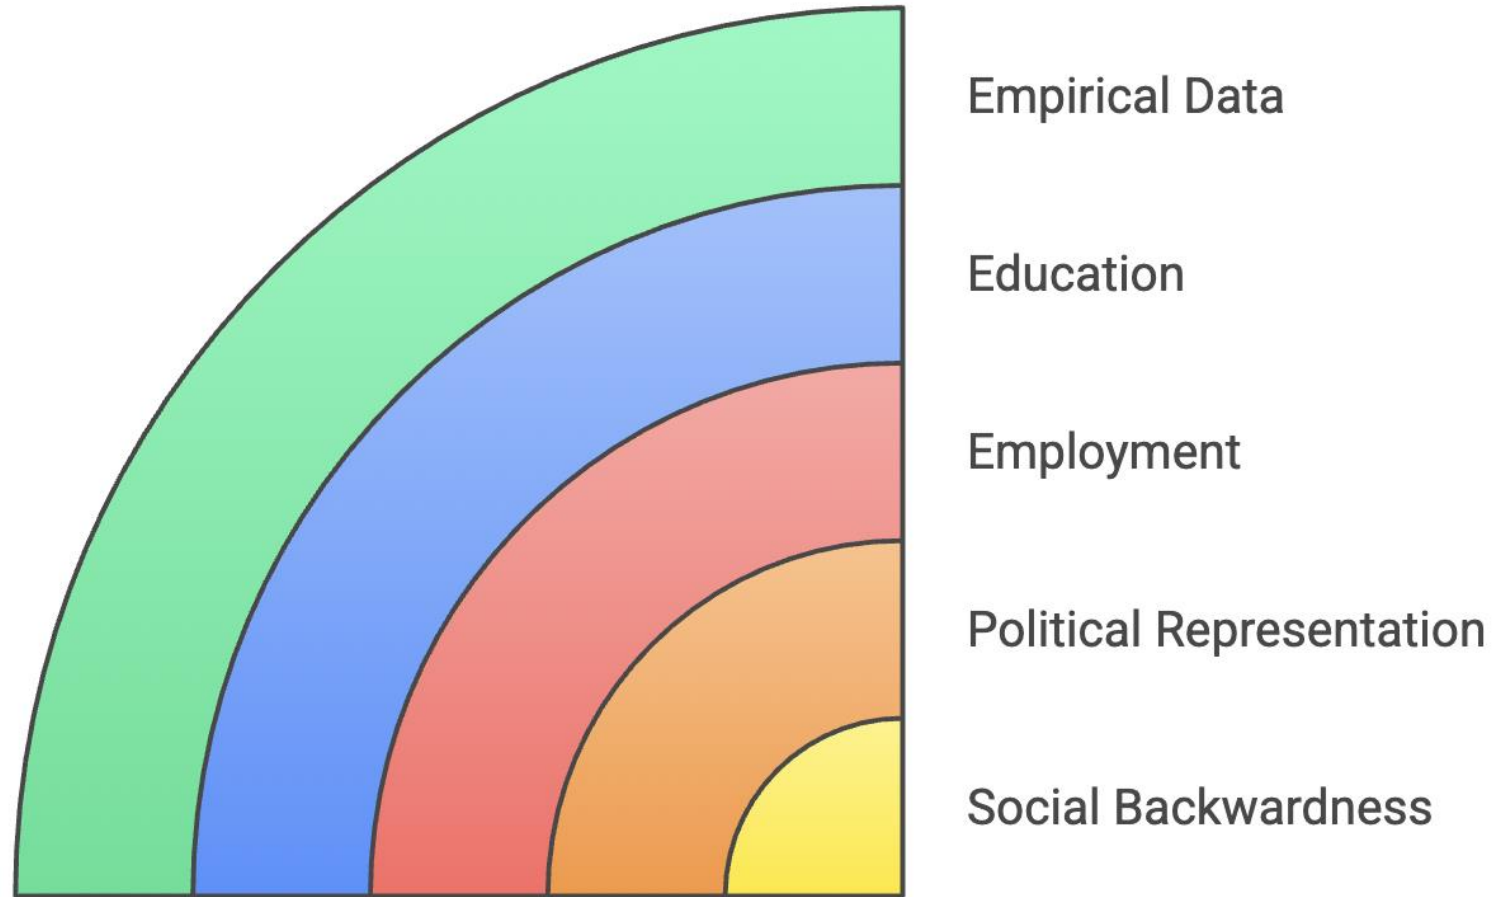 Empirical Data
Education
Employment
Political Representation
Social Backwardness